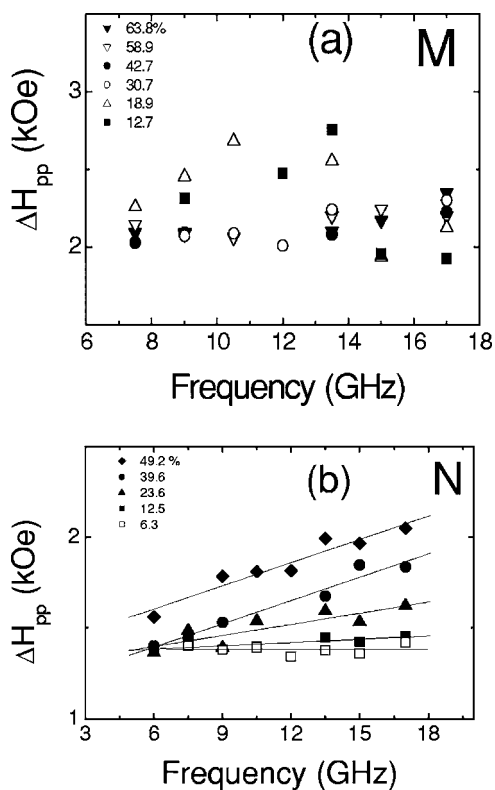 (a) M
63.8%
58.9
42.7
30.7
18.9
12.7
3
2
1
ΔHpp (kOe)
6 8 10 12 14 16 18
Frequency (GHz)
(b) N
49.2 %
39.6
23.6
12.5
6.3
2
1
ΔHpp (kOe)
3 6 9 12 15 18
Frequency (GHz)